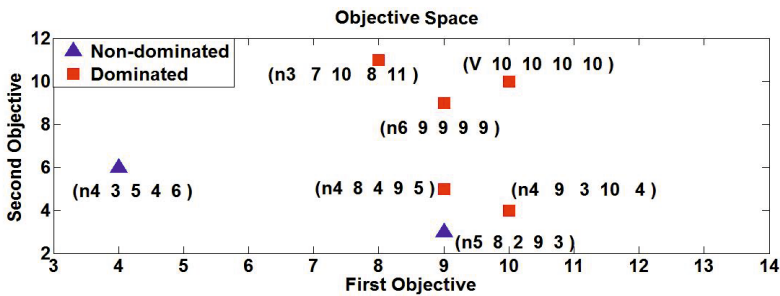 Objective Space
12
Non-dominated
Dominated
(n3 7 10 8 11)
(V 10 10 10 10)
10
(n6 9 9 9 9)
8
6
(n4 3 5 4 6)
(n4 8 4 9 5)
(n4 9 3 10 4)
4
(n5 8 2 9 3)
2
Second Objective
3 4 5 6 7 8 9 10 11 12 13 14
First Objective